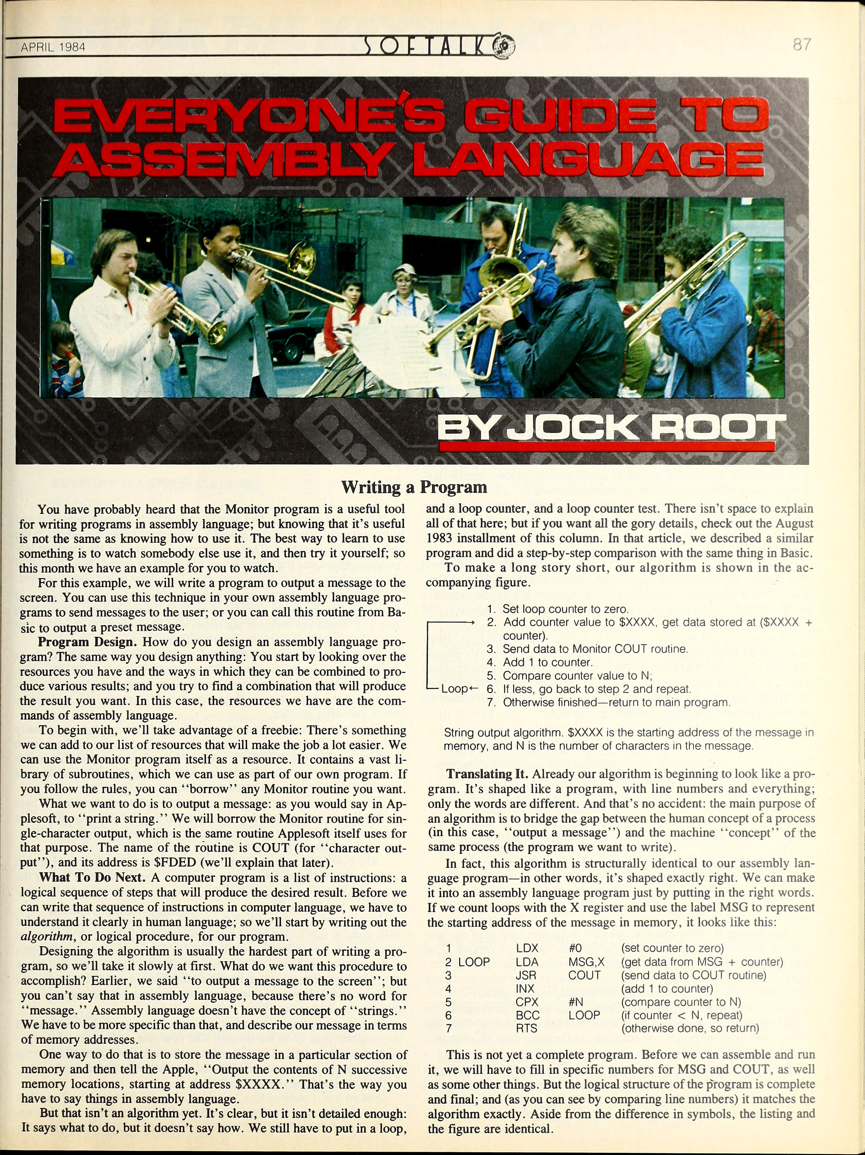 APRIL 1984
SOFTALK
87
EVERYONE'S GUIDE TO
ASSEMBLY LANGUAGE
BY JOCK ROOT
Writing a Program
You have probably heard that the Monitor program is a useful tool
for writing programs in assembly language; but knowing that it's useful
is not the same as knowing how to use it. The best way to learn to use
something is to watch somebody else use it, and then try it yourself; so
this month we have an example for you to watch.
For this example, we will write a program to output a message to the
screen. You can use this technique in your own assembly language pro-
grams to send messages to the user; or you can call this routine from Ba-
sic to output a preset message.
Program Design. How do you design an assembly language pro-
gram? The same way you design anything: You start by looking over the
resources you have and the ways in which they can be combined to pro-
duce various results; and you try to find a combination that will produce
the result you want. In this case, the resources we have are the com-
mands of assembly language.
To begin with, we'll take advantage of a freebie: There's something
we can add to our list of resources that will make the job a lot easier. We
can use the Monitor program itself as a resource. It contains a vast li-
brary of subroutines, which we can use as part of our own program. If
you follow the rules, you can "borrow" any Monitor routine you want.
What we want to do is to output a message: as you would say in Ap-
plesoft, to "print a string." We will borrow the Monitor routine for sin-
gle-character output, which is the same routine Applesoft itself uses for
that purpose. The name of the routine is COUT (for "character out-
put"), and its address is $FDED (we'll explain that later).
What To Do Next. A computer program is a list of instructions: a
logical sequence of steps that will produce the desired result. Before we
can write that sequence of instructions in computer language, we have to
understand it clearly in human language; so we'll start by writing out the
algorithm, or logical procedure, for our program.
Designing the algorithm is usually the hardest part of writing a pro-
gram, so we'll take it slowly at first. What do we want this procedure to
accomplish? Earlier, we said "to output a message to the screen"; but
you can't say that in assembly language, because there's no word for
"message." Assembly language doesn't have the concept of "strings."
We have to be more specific than that, and describe our message in terms
of memory addresses.
One way to do that is to store the message in a particular section of
memory and then tell the Apple, "Output the contents of N successive
memory locations, starting at address $XXXX." That's the way you
have to say things in assembly language.
But that isn't an algorithm yet. It's clear, but it isn't detailed enough:
It says what to do, but it doesn't say how. We still have to put in a loop,
and a loop counter, and a loop counter test. There isn't space to explain
all of that here; but if you want all the gory details, check out the August
1983 installment of this column. In that article, we described a similar
program and did a step-by-step comparison with the same thing in Basic.
To make a long story short, our algorithm is shown in the ac-
companying figure.
1. Set loop counter to zero.
2. Add counter value to $XXXX, get data stored at ($XXXX +
counter).
3. Send data to Monitor COUT routine.
4. Add 1 to counter.
5. Compare counter value to N;
Loop← 6. If less, go back to step 2 and repeat.
7. Otherwise finished—return to main program.
String output algorithm. $XXXX is the starting address of the message in
memory, and N is the number of characters in the message.
Translating It. Already our algorithm is beginning to look like a pro-
gram. It's shaped like a program, with line numbers and everything;
only the words are different. And that's no accident: the main purpose of
an algorithm is to bridge the gap between the human concept of a process
(in this case, "output a message") and the machine "concept" of the
same process (the program we want to write).
In fact, this algorithm is structurally identical to our assembly lan-
guage program—in other words, it's shaped exactly right. We can make
it into an assembly language program just by putting in the right words.
If we count loops with the X register and use the label MSG to represent
the starting address of the message in memory, it looks like this:
1 LDX #0 (set counter to zero)
2 LOOP LDA MSG,X (get data from MSG + counter)
3 JSR COUT (send data to COUT routine)
4 INX (add 1 to counter)
5 CPX #N (compare counter to N)
6 BCC LOOP (if counter < N, repeat)
7 RTS (otherwise done, so return)
This is not yet a complete program. Before we can assemble and run
it, we will have to fill in specific numbers for MSG and COUT, as well
as some other things. But the logical structure of the program is complete
and final; and (as you can see by comparing line numbers) it matches the
algorithm exactly. Aside from the difference in symbols, the listing and
the figure are identical.